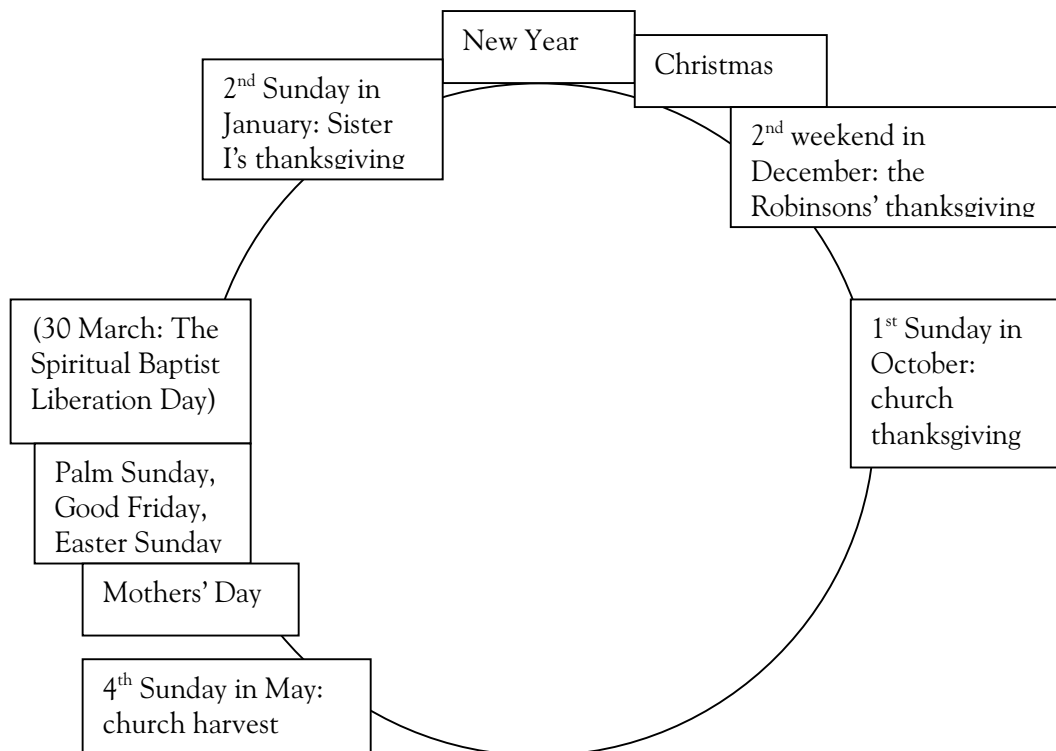 New Year
Christmas
2nd Sunday in
January: Sister
I's thanksgiving
2nd weekend in
December: the
Robinsons' thanksgiving
(30 March: The
Spiritual Baptist
Liberation Day)
1st Sunday in
October:
church
thanksgiving
Palm Sunday,
Good Friday,
Easter Sunday
Mothers' Day
4th Sunday in May:
church harvest